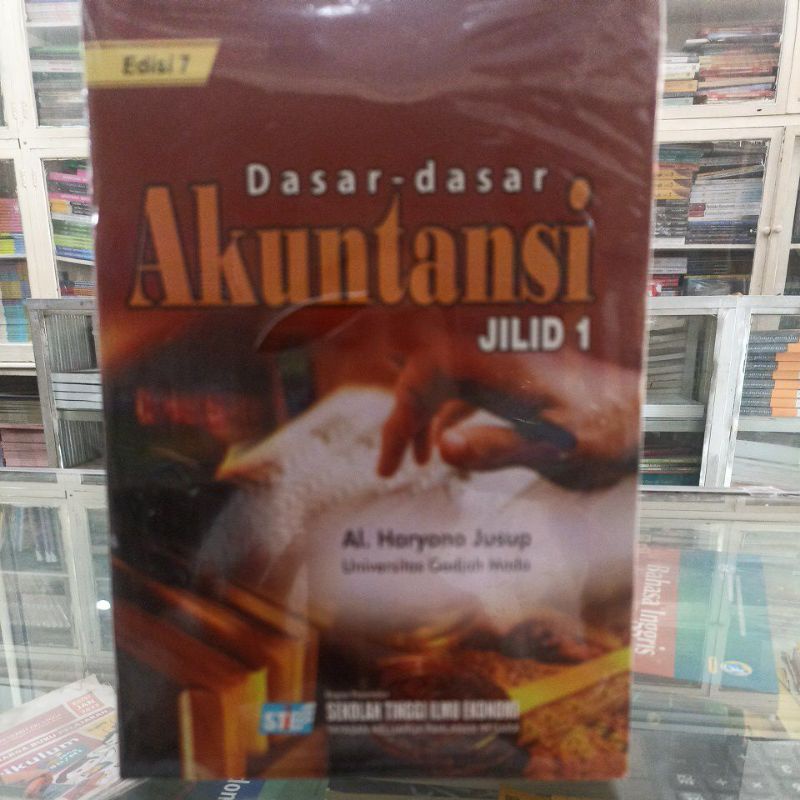 Edisi 7
Dasar-dasar
Akuntansi
JILID 1
Al. Haryono Jusup
Universitas Gadjah Mada
SEKOLAH TINGGI ILMU EKONOMI
Bahasa Inggris